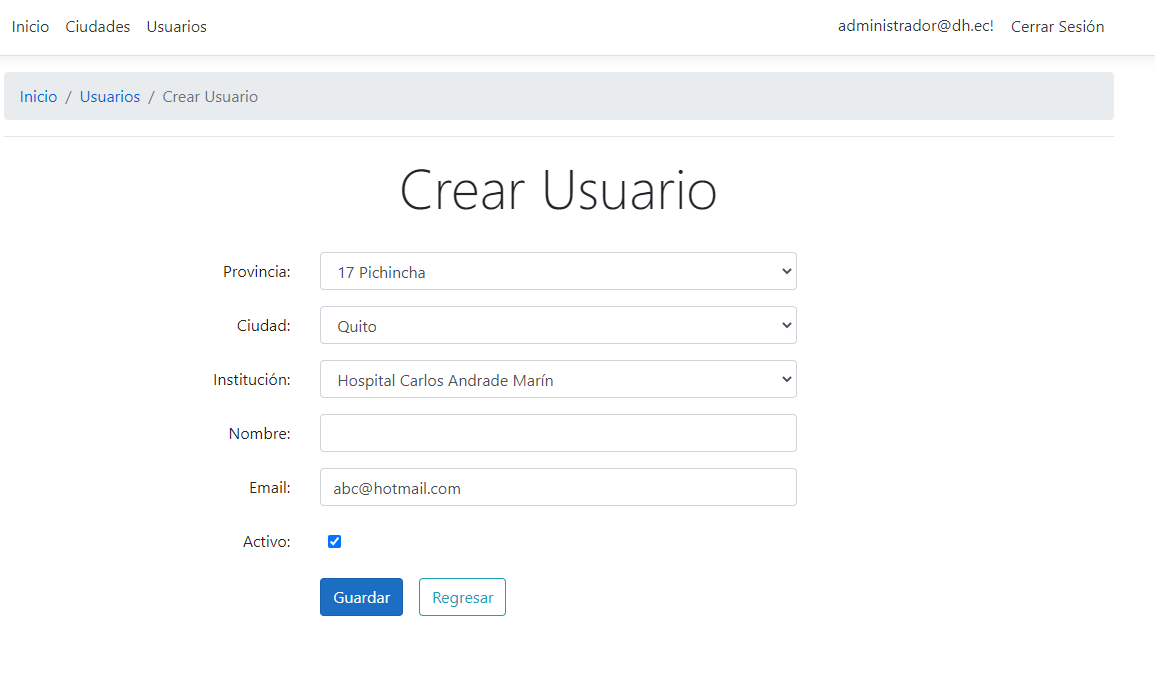 Inicio Ciudades Usuarios administrador@dh.ec! Cerrar Sesión
Inicio / Usuarios / Crear Usuario
Crear Usuario
Provincia: 17 Pichincha
Ciudad: Quito
Institución: Hospital Carlos Andrade Marín
Nombre:
Email: abc@hotmail.com
Activo:
Guardar Regresar